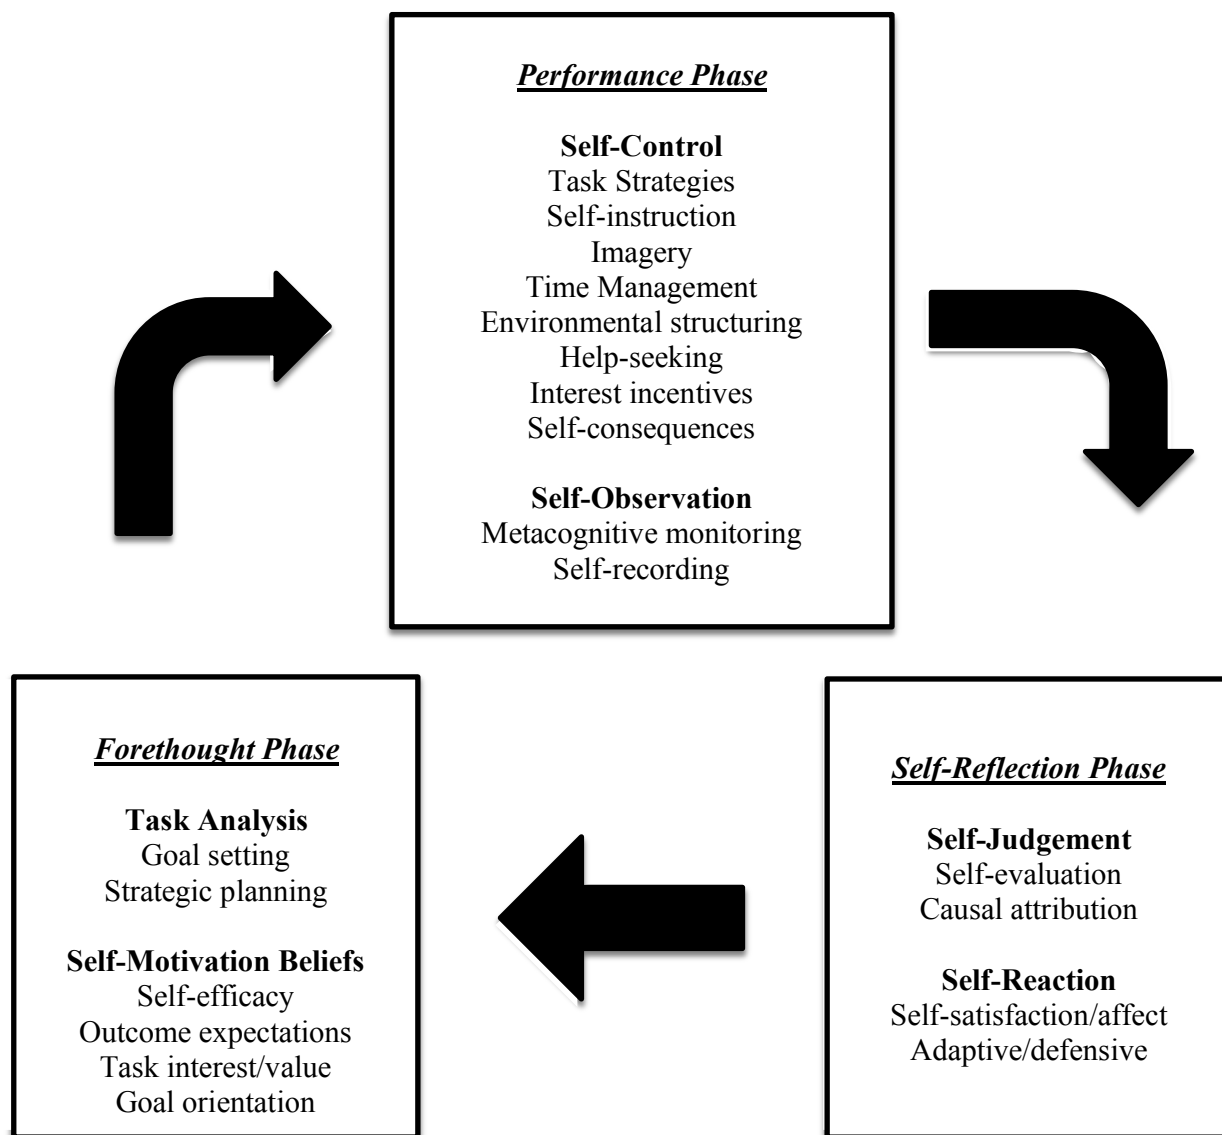 Performance Phase
Self-Control
Task Strategies
Self-instruction
Imagery
Time Management
Environmental structuring
Help-seeking
Interest incentives
Self-consequences
Self-Observation
Metacognitive monitoring
Self-recording
Forethought Phase
Task Analysis
Goal setting
Strategic planning
Self-Motivation Beliefs
Self-efficacy
Outcome expectations
Task interest/value
Goal orientation
Self-Reflection Phase
Self-Judgement
Self-evaluation
Causal attribution
Self-Reaction
Self-satisfaction/affect
Adaptive/defensive